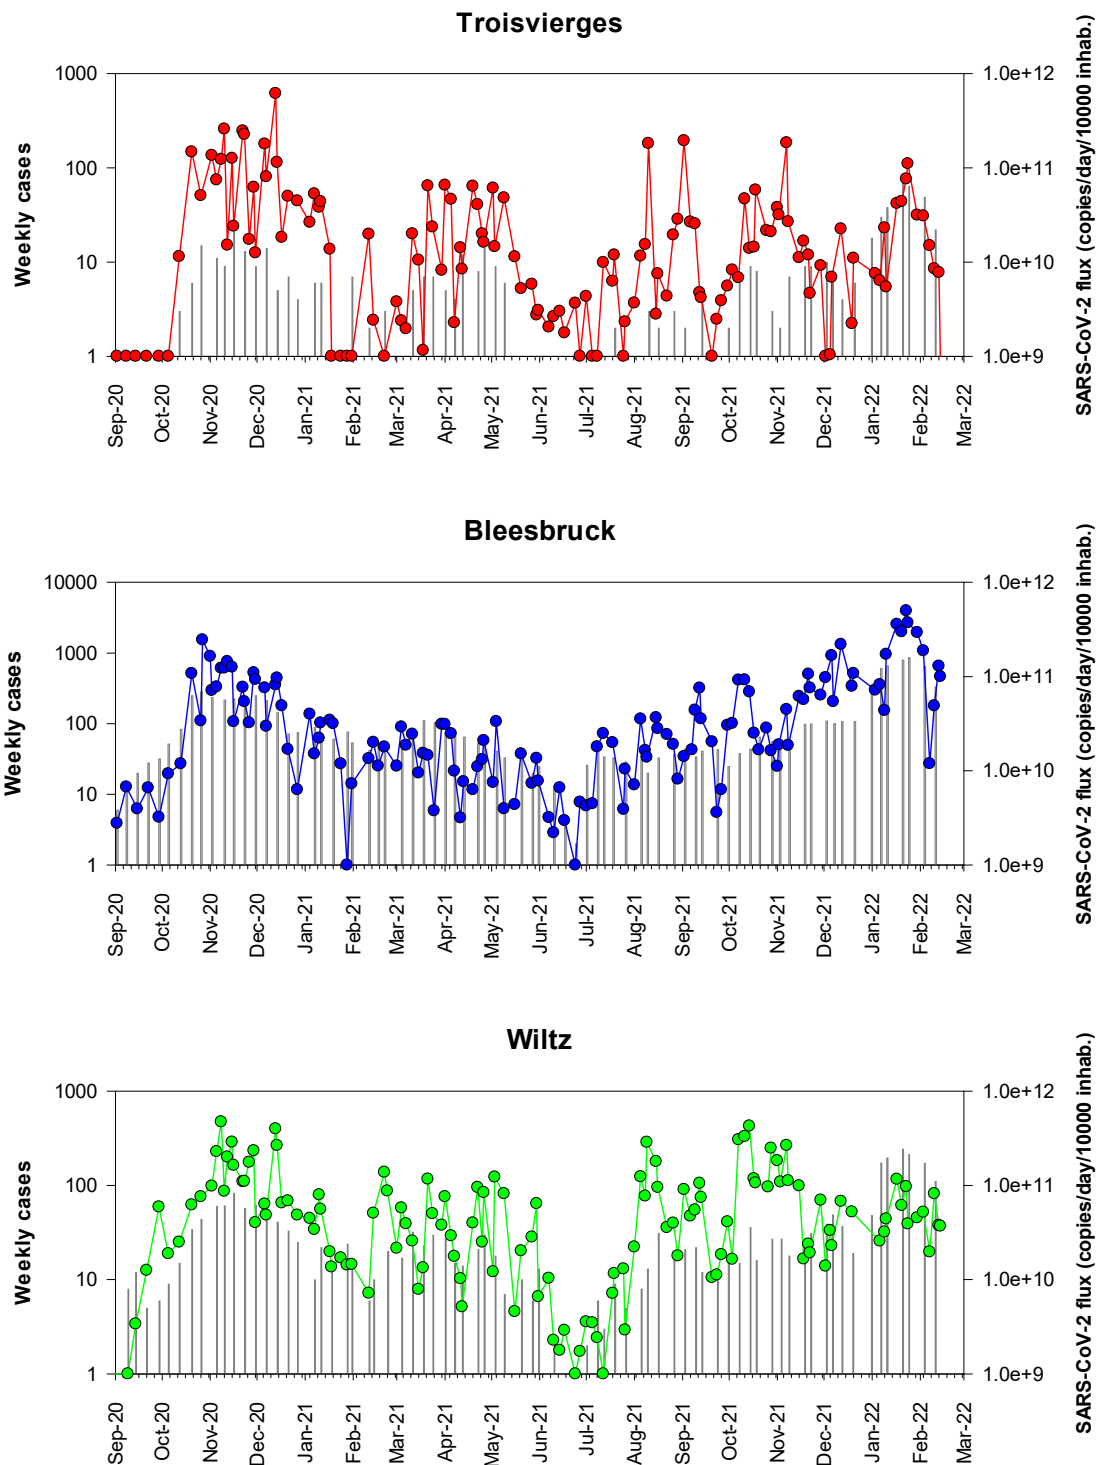 Troisvierges
Weekly cases
1000
100
10
1
1.0e+12
1.0e+11
1.0e+10
1.0e+9
SARS-CoV-2 flux (copies/day/10000 inhab.)
Sep-20
Oct-20
Nov-20
Dec-20
Jan-21
Feb-21
Mar-21
Apr-21
May-21
Jun-21
Jul-21
Aug-21
Sep-21
Oct-21
Nov-21
Dec-21
Jan-22
Feb-22
Mar-22
Bleesbruck
Weekly cases
10000
1000
100
10
1
1.0e+12
1.0e+11
1.0e+10
1.0e+9
SARS-CoV-2 flux (copies/day/10000 inhab.)
Sep-20
Oct-20
Nov-20
Dec-20
Jan-21
Feb-21
Mar-21
Apr-21
May-21
Jun-21
Jul-21
Aug-21
Sep-21
Oct-21
Nov-21
Dec-21
Jan-22
Feb-22
Mar-22
Wiltz
Weekly cases
1000
100
10
1
1.0e+12
1.0e+11
1.0e+10
1.0e+9
SARS-CoV-2 flux (copies/day/10000 inhab.)
Sep-20
Oct-20
Nov-20
Dec-20
Jan-21
Feb-21
Mar-21
Apr-21
May-21
Jun-21
Jul-21
Aug-21
Sep-21
Oct-21
Nov-21
Dec-21
Jan-22
Feb-22
Mar-22